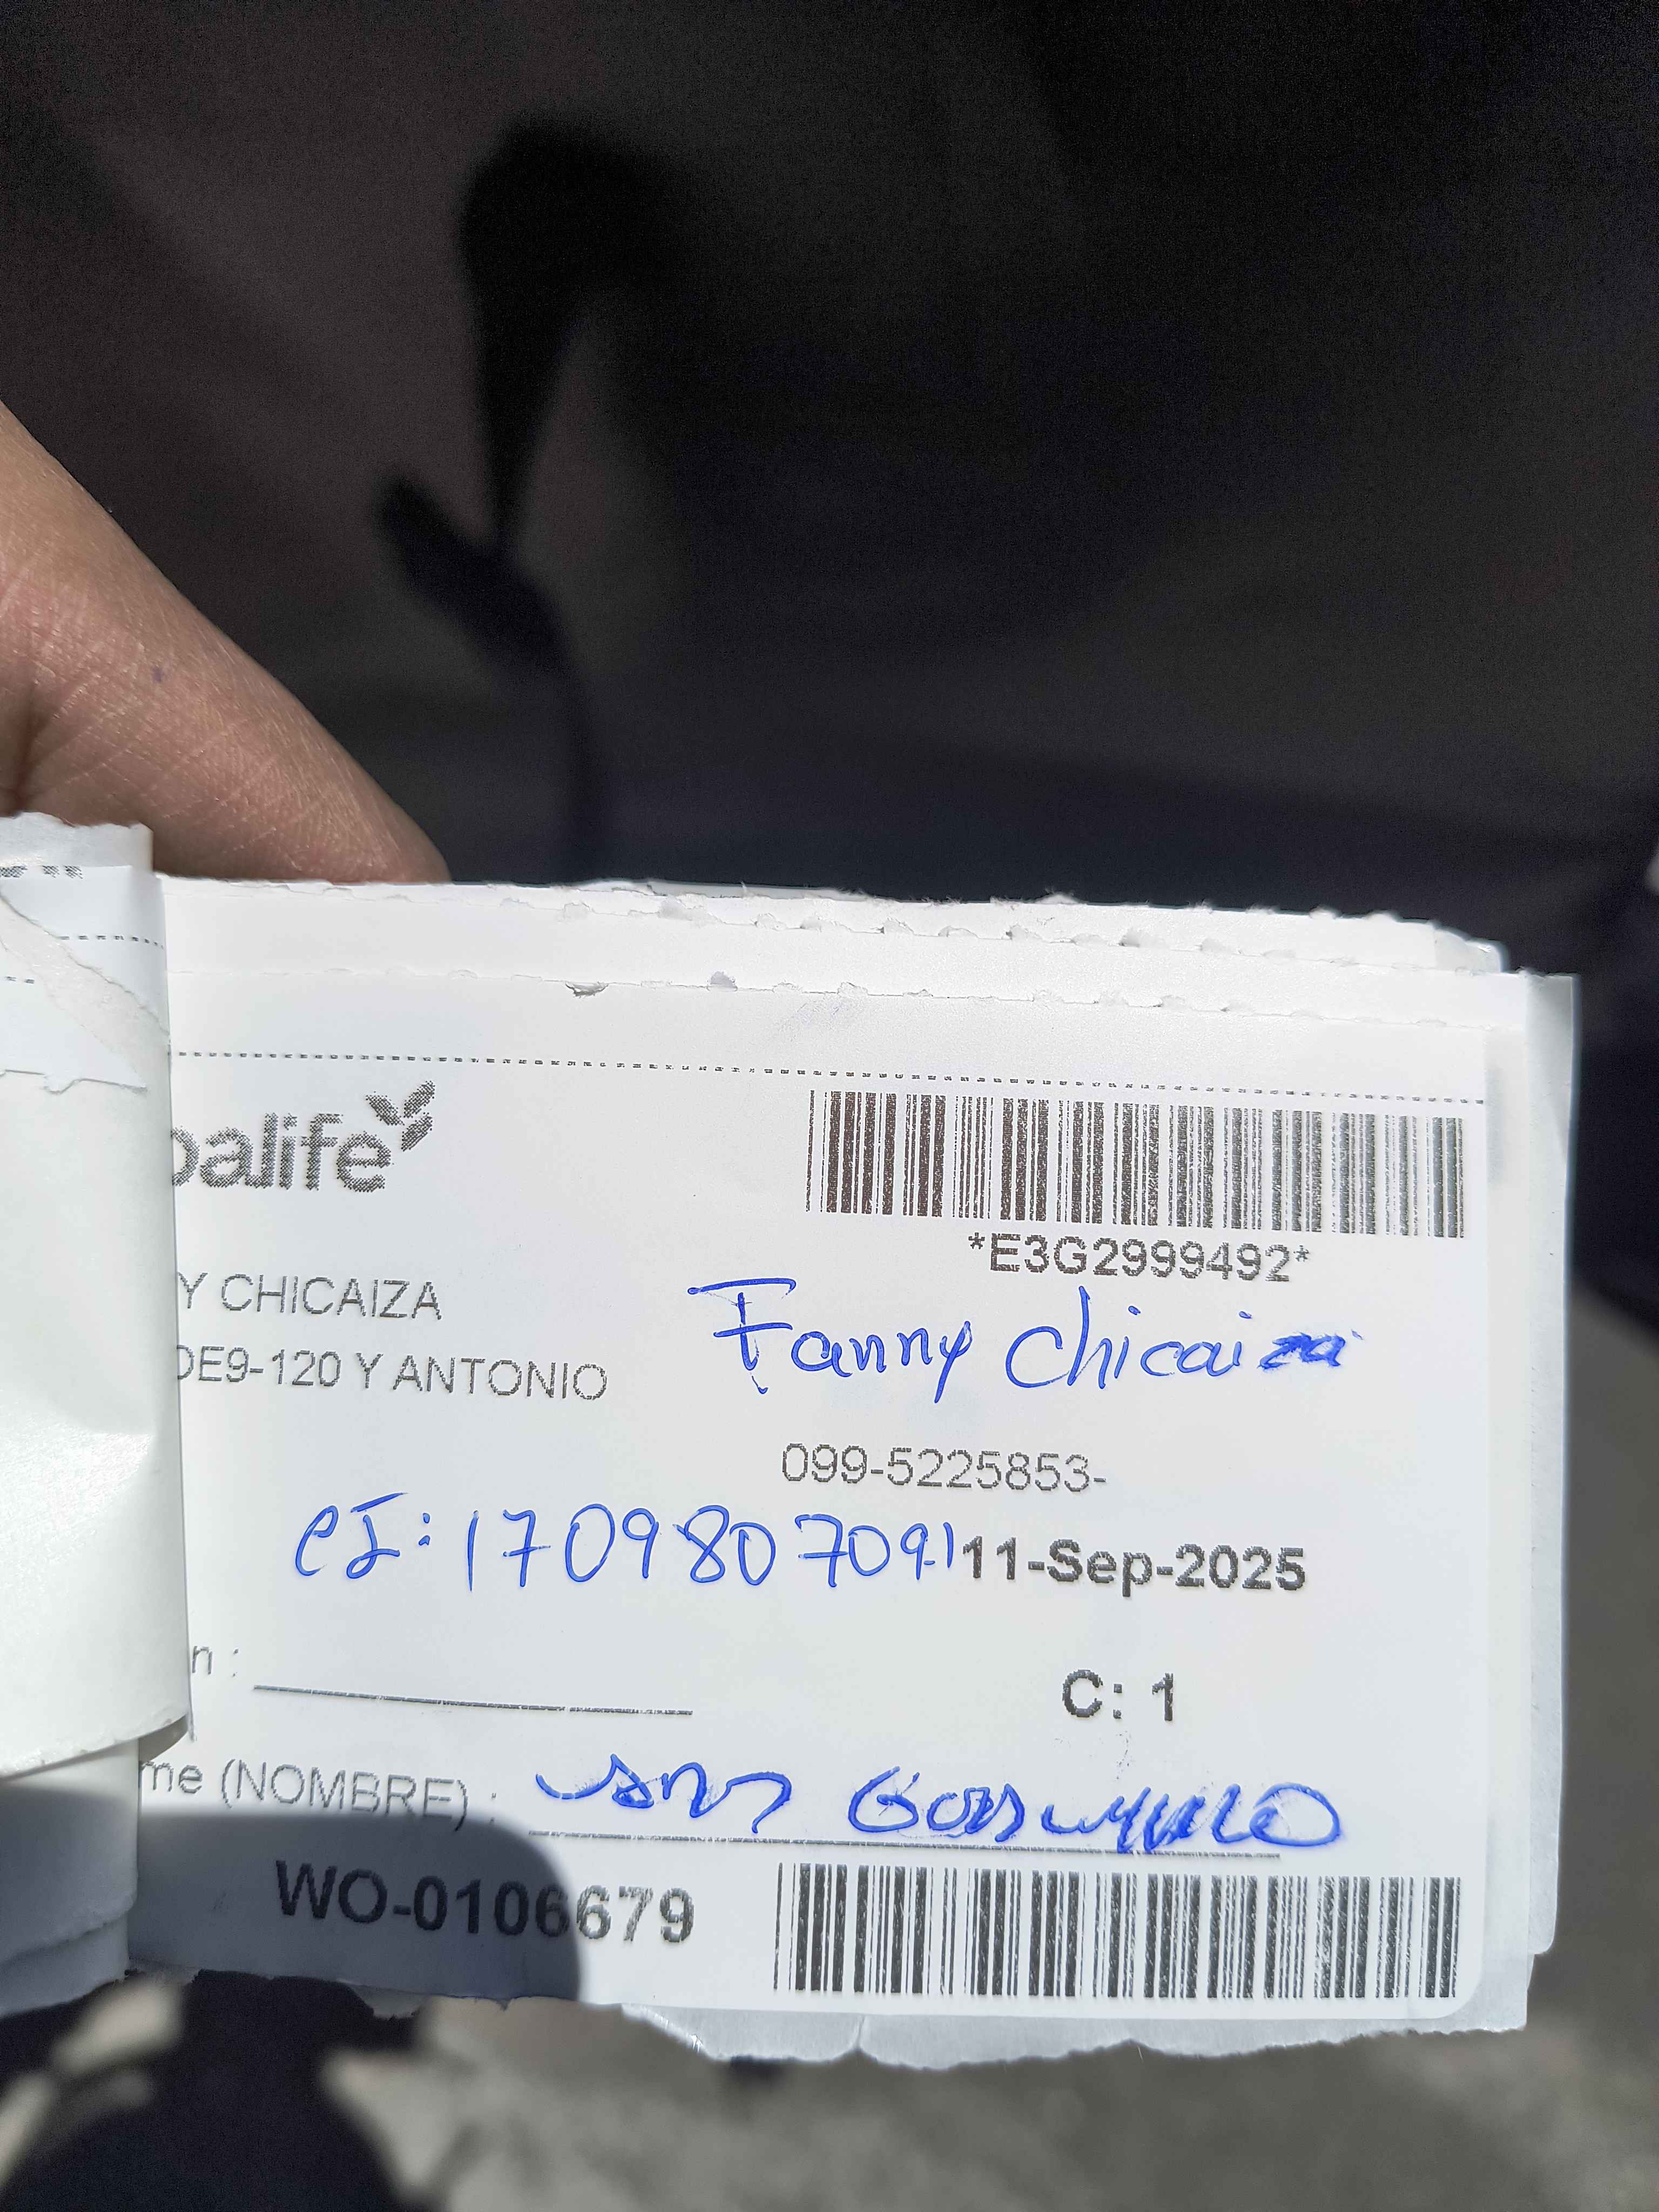 balife
*E3G2999492*
Y CHICAIZA
Fanny Chicaiza
DE9-120 Y ANTONIO
099-5225853-
CI: 1709807091
11-Sep-2025
n :
C: 1
me (NOMBRE) :
WO-0106679